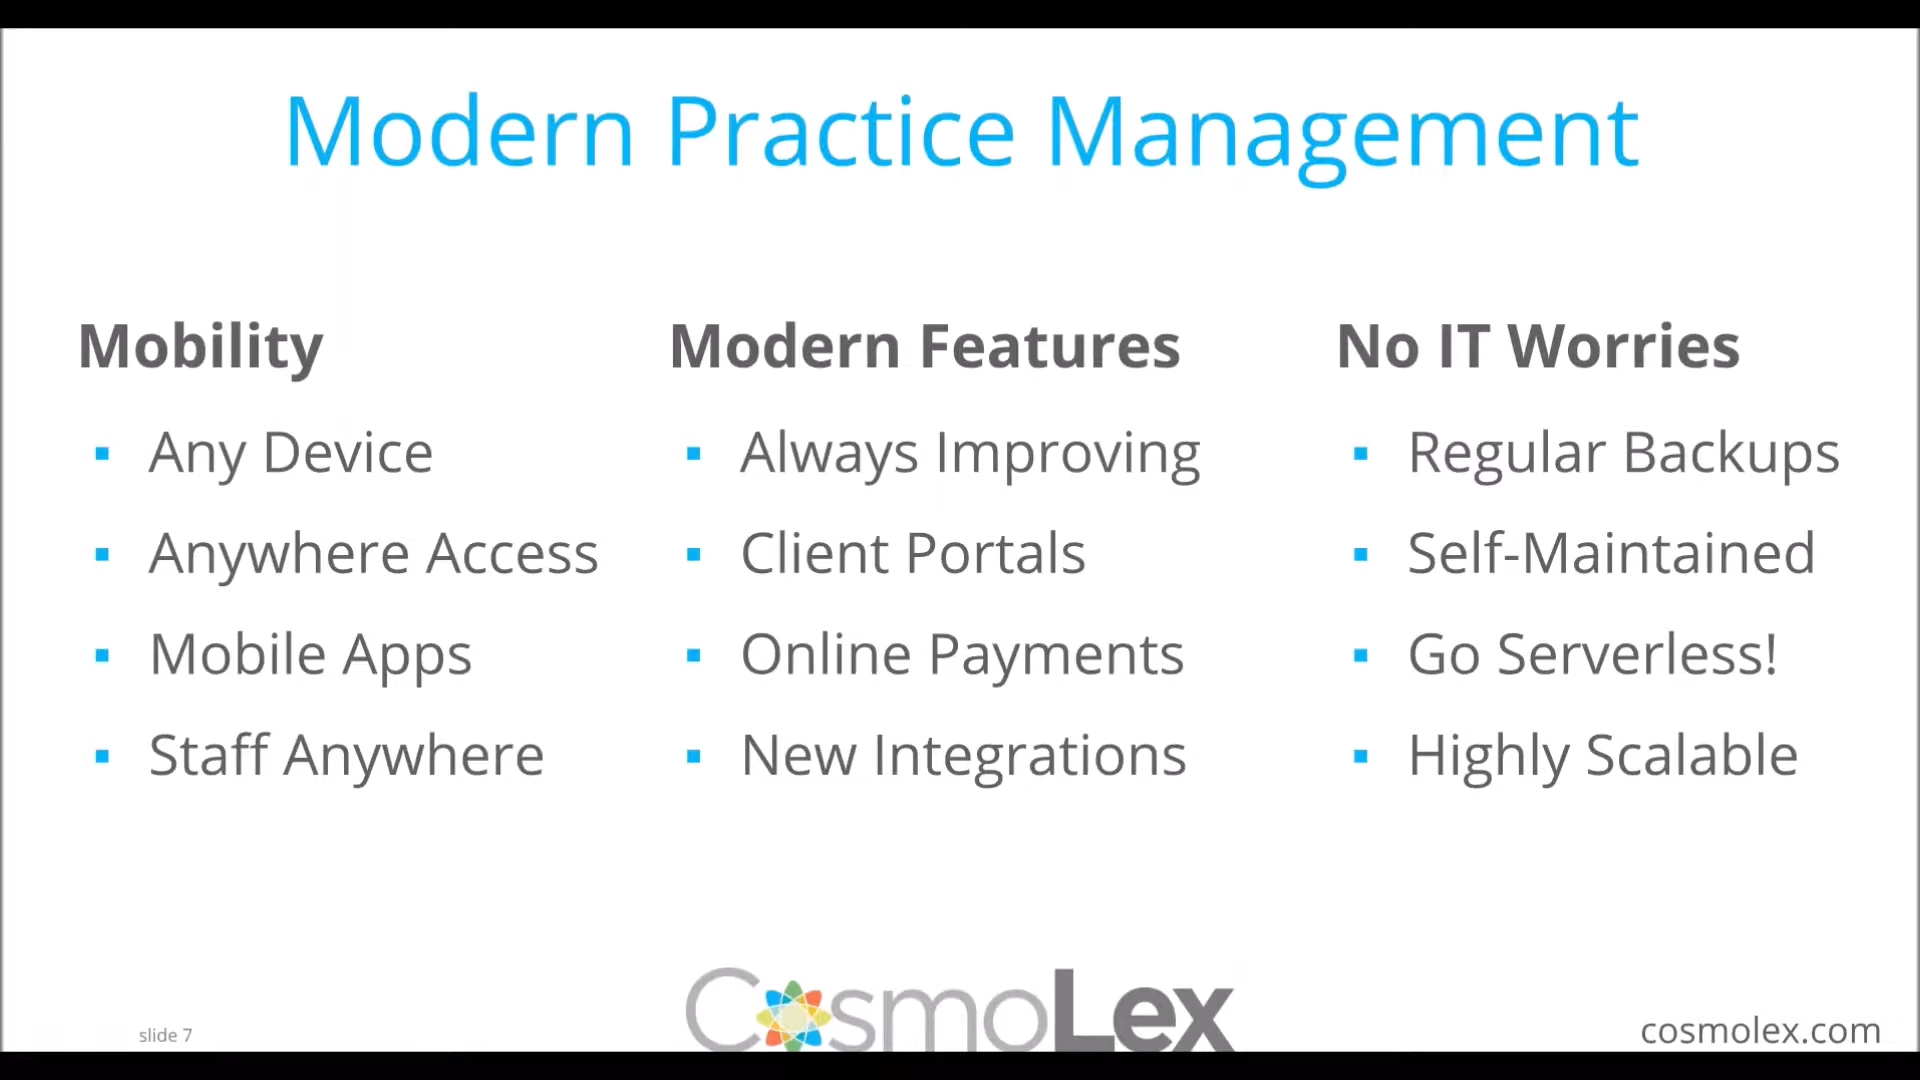 Modern Practice Management
Mobility
Any Device
Anywhere Access
Mobile Apps
Staff Anywhere
Modern Features
Always Improving
Client Portals
Online Payments
New Integrations
No IT Worries
Regular Backups
Self-Maintained
Go Serverless!
Highly Scalable
slide 7
CosmoLex
cosmolex.com